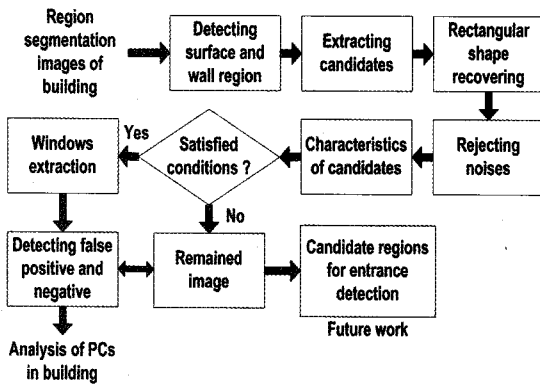 Region
segmentation
images of
building
Detecting
surface and
wall region
Extracting
candidates
Rectangular
shape
recovering
Rejecting
noises
Characteristics
of candidates
Satisfied
conditions ?
Yes
No
Windows
extraction
Detecting false
positive and
negative
Remained
image
Candidate regions
for entrance
detection
Future work
Analysis of PCs
in building